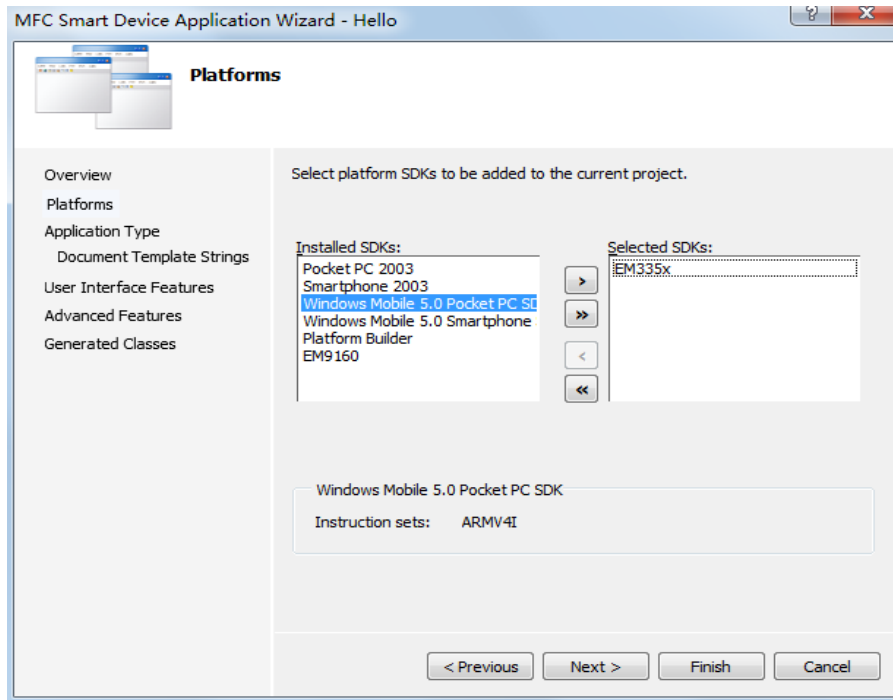 MFC Smart Device Application Wizard - Hello
Platforms
Overview
Platforms
Application Type
Document Template Strings
User Interface Features
Advanced Features
Generated Classes
Select platform SDKs to be added to the current project.
Installed SDKs:
Pocket PC 2003
Smartphone 2003
Windows Mobile 5.0 Pocket PC SD
Windows Mobile 5.0 Smartphone
Platform Builder
EM9160
>
>>
<
<<
Selected SDKs:
EM335x
Windows Mobile 5.0 Pocket PC SDK
Instruction sets: ARMV4I
< Previous
Next >
Finish
Cancel